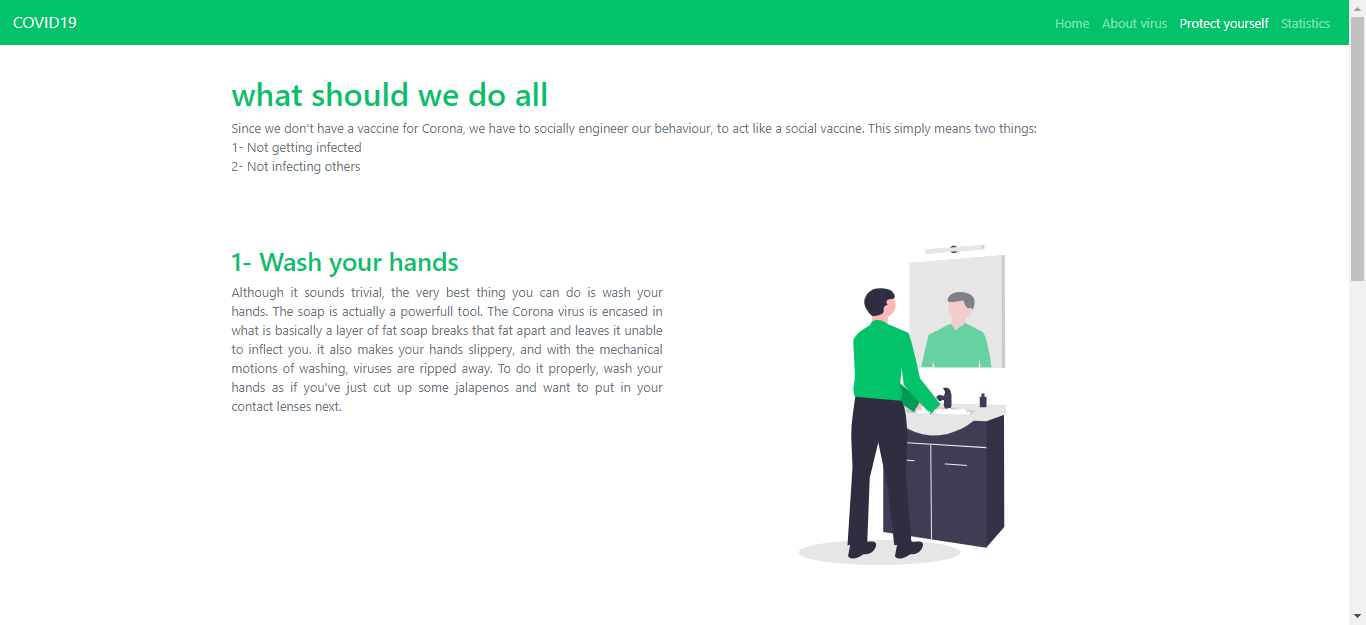 COVID19
Home About virus Protect yourself Statistics
what should we do all
Since we don't have a vaccine for Corona, we have to socially engineer our behaviour, to act like a social vaccine. This simply means two things:
1- Not getting infected
2- Not infecting others
1- Wash your hands
Although it sounds trivial, the very best thing you can do is wash your
hands. The soap is actually a powerfull tool. The Corona virus is encased in
what is basically a layer of fat soap breaks that fat apart and leaves it unable
to inflect you. it also makes your hands slippery, and with the mechanical
motions of washing, viruses are ripped away. To do it properly, wash your
hands as if you've just cut up some jalapenos and want to put in your
contact lenses next.